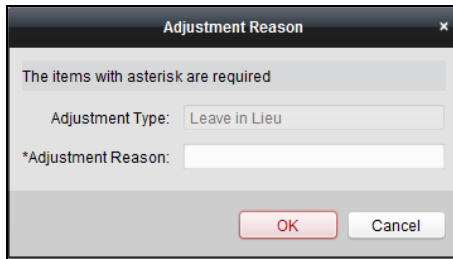 Adjustment Reason ×
The items with asterisk are required
Adjustment Type: Leave in Lieu
*Adjustment Reason:
OK Cancel